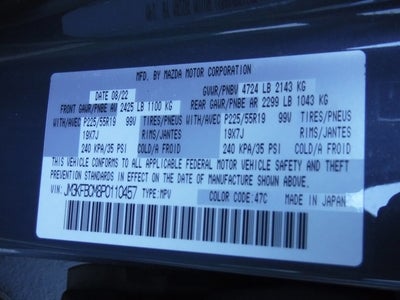 MFD. BY MAZDA MOTOR CORPORATION
DATE 08/22 GVWR/PNBV 4724 LB 2143 KG
FRONT GAWR/PNBE AV 2425 LB 1100 KG REAR GAWR/PNBE AR 2299 LB 1043 KG
WITH/AVEC P225/55R19 99V TIRES/PNEUS WITH/AVEC P225/55R19 99V TIRES/PNEUS
19X7J RIMS/JANTES 19X7J RIMS/JANTES
240 KPA/35 PSI COLD/A FROID 240 KPA/35 PSI COLD/A FROID
THIS VEHICLE CONFORMS TO ALL APPLICABLE FEDERAL MOTOR VEHICLE SAFETY AND THEFT
PREVENTION STANDARDS IN EFFECT ON THE DATE OF MANUFACTURE SHOWN ABOVE.
VIN: JM3KFBCM8P0110457 TYPE:MPV COLOR CODE:47C MADE IN JAPAN